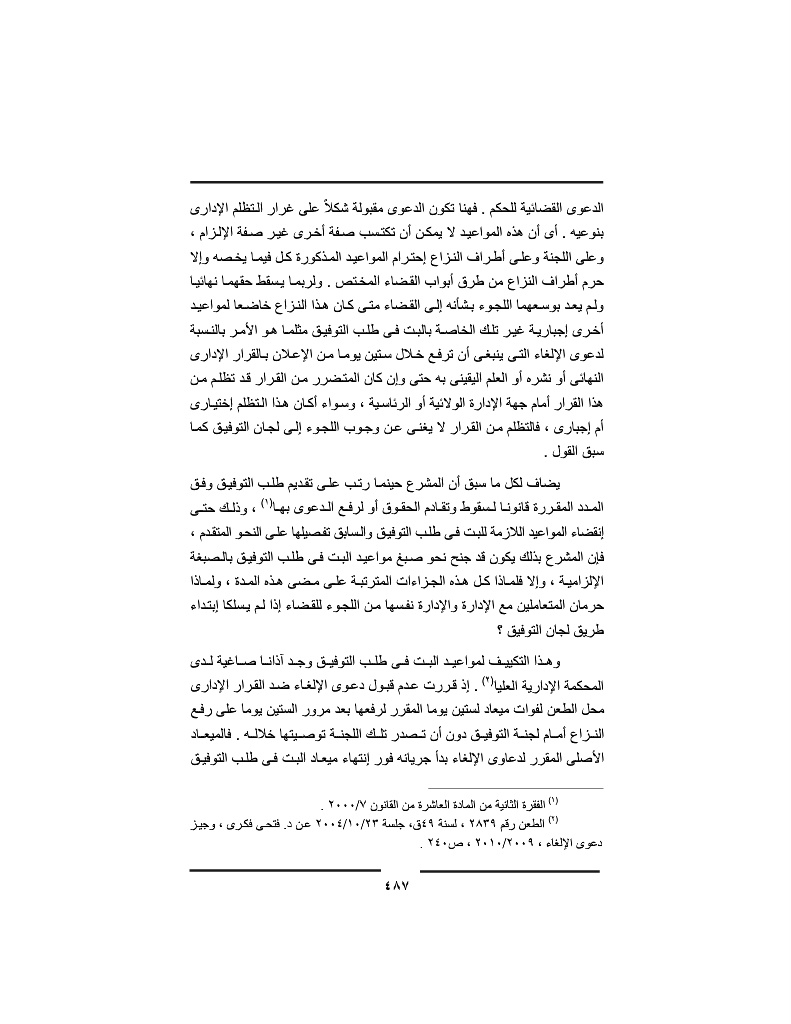 الدعوى القضائية للحكم . فهنا تكون الدعوى مقبولة شكلاً على غرار التظلم الإدارى
بنوعيه . أى أن هذه المواعيد لا يمكن أن تكتسب صفة أخرى غير صفة الإلزام ،
وعلى اللجنة وعلى أطراف النزاع إحترام المواعيد المذكورة كل فيما يخصه وإلا
حرم أطراف النزاع من طرق أبواب القضاء المختص . ولربما يسقط حقهما نهائيا
ولم يعد بوسعهما اللجوء بشأنه إلى القضاء متى كان هذا النزاع خاضعا لمواعيد
أخرى إجبارية غير تلك الخاصة بالبت فى طلب التوفيق مثلما هو الأمر بالنسبة
لدعوى الإلغاء التى ينبغى أن ترفع خلال ستين يوما من الإعلان بالقرار الإدارى
النهائى أو نشره أو العلم اليقينى به حتى وإن كان المتضرر من القرار قد تظلم من
هذا القرار أمام جهة الإدارة الولائية أو الرئاسية ، وسواء أكان هذا التظلم إختيارى
أم إجبارى ، فالتظلم من القرار لا يغنى عن وجوب اللجوء إلى لجان التوفيق كما
سبق القول .
يضاف لكل ما سبق أن المشرع حينما رتب على تقديم طلب التوفيق وفق
المدد المقررة قانونا لسقوط وتقادم الحقوق أو لرفع الدعوى بها(١) ، وذلك حتى
إنقضاء المواعيد اللازمة للبت فى طلب التوفيق والسابق تفصيلها على النحو المتقدم ،
فإن المشرع بذلك يكون قد جنح نحو صبغ مواعيد البت فى طلب التوفيق بالصبغة
الإلزامية ، وإلا فلماذا كل هذه الجزاءات المترتبة على مضى هذه المدة ، ولماذا
حرمان المتعاملين مع الإدارة والإدارة نفسها من اللجوء للقضاء إذا لم يسلكا إبتداء
طريق لجان التوفيق ؟
وهذا التكييف لمواعيد البت فى طلب التوفيق وجد آذانا صاغية لدى
المحكمة الإدارية العليا(٢) . إذ قررت عدم قبول دعوى الإلغاء ضد القرار الإدارى
محل الطعن لفوات ميعاد لستين يوما المقرر لرفعها بعد مرور الستين يوما على رفع
النزاع أمام لجنة التوفيق دون أن تصدر تلك اللجنة توصيتها خلاله . فالميعاد
الأصلى المقرر لدعاوى الإلغاء بدأ جريانه فور إنتهاء ميعاد البت فى طلب التوفيق
(١) الفقرة الثانية من المادة العاشرة من القانون ٢٠٠٠/٧ .
(٢) الطعن رقم ٢٨٣٩ ، لسنة ٤٩ق، جلسة ٢٠٠٤/١٠/٢٣ عن د. فتحى فكرى ، وجيز
دعوى الإلغاء ، ٢٠١٠/٢٠٠٩ ، ص٢٤٠ .
٤٨٧